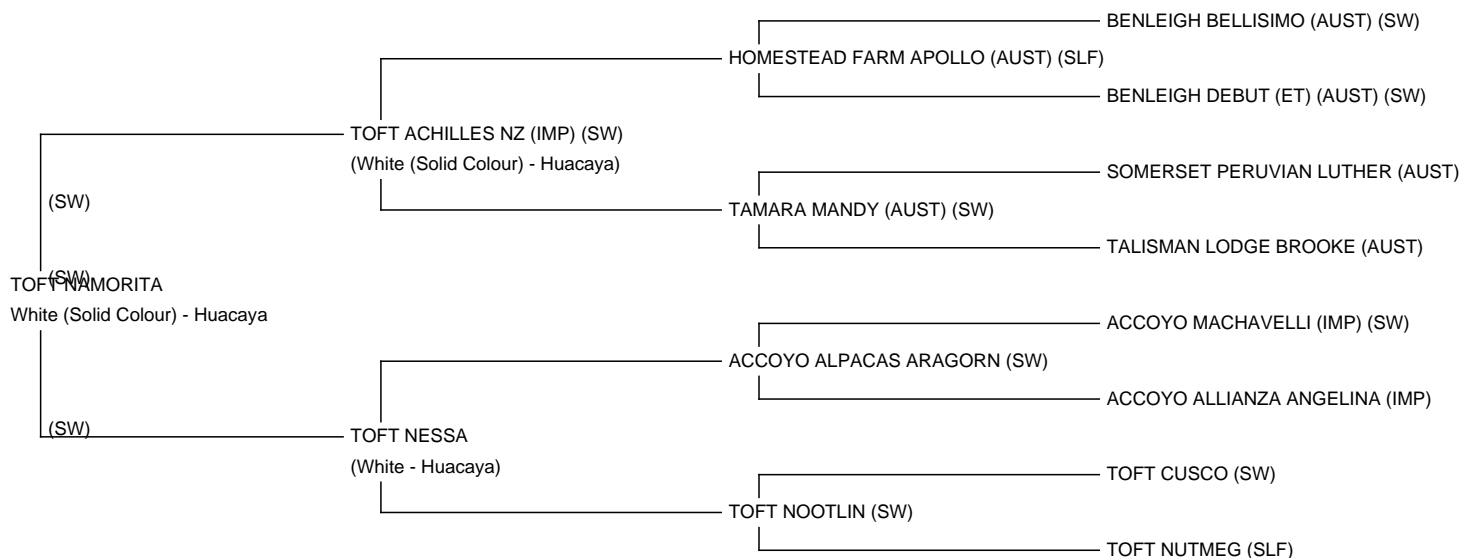 BENLEIGH BELLISIMO (AUST) (SW)
HOMESTEAD FARM APOLLO (AUST) (SLF)
BENLEIGH DEBUT (ET) (AUST) (SW)
TOFT ACHILLES NZ (IMP) (SW)
(White (Solid Colour) - Huacaya)
SOMERSET PERUVIAN LUTHER (AUST)
(SW)
TAMARA MANDY (AUST) (SW)
TALISMAN LODGE BROOKE (AUST)
(SW)
TOFT NAMORITA
White (Solid Colour) - Huacaya
ACCOYO MACHAVELLI (IMP) (SW)
ACCOYO ALPACAS ARAGORN (SW)
ACCOYO ALLIANZA ANGELINA (IMP)
(SW)
TOFT NESSA
(White - Huacaya)
TOFT CUSCO (SW)
TOFT NOOTLIN (SW)
TOFT NUTMEG (SLF)